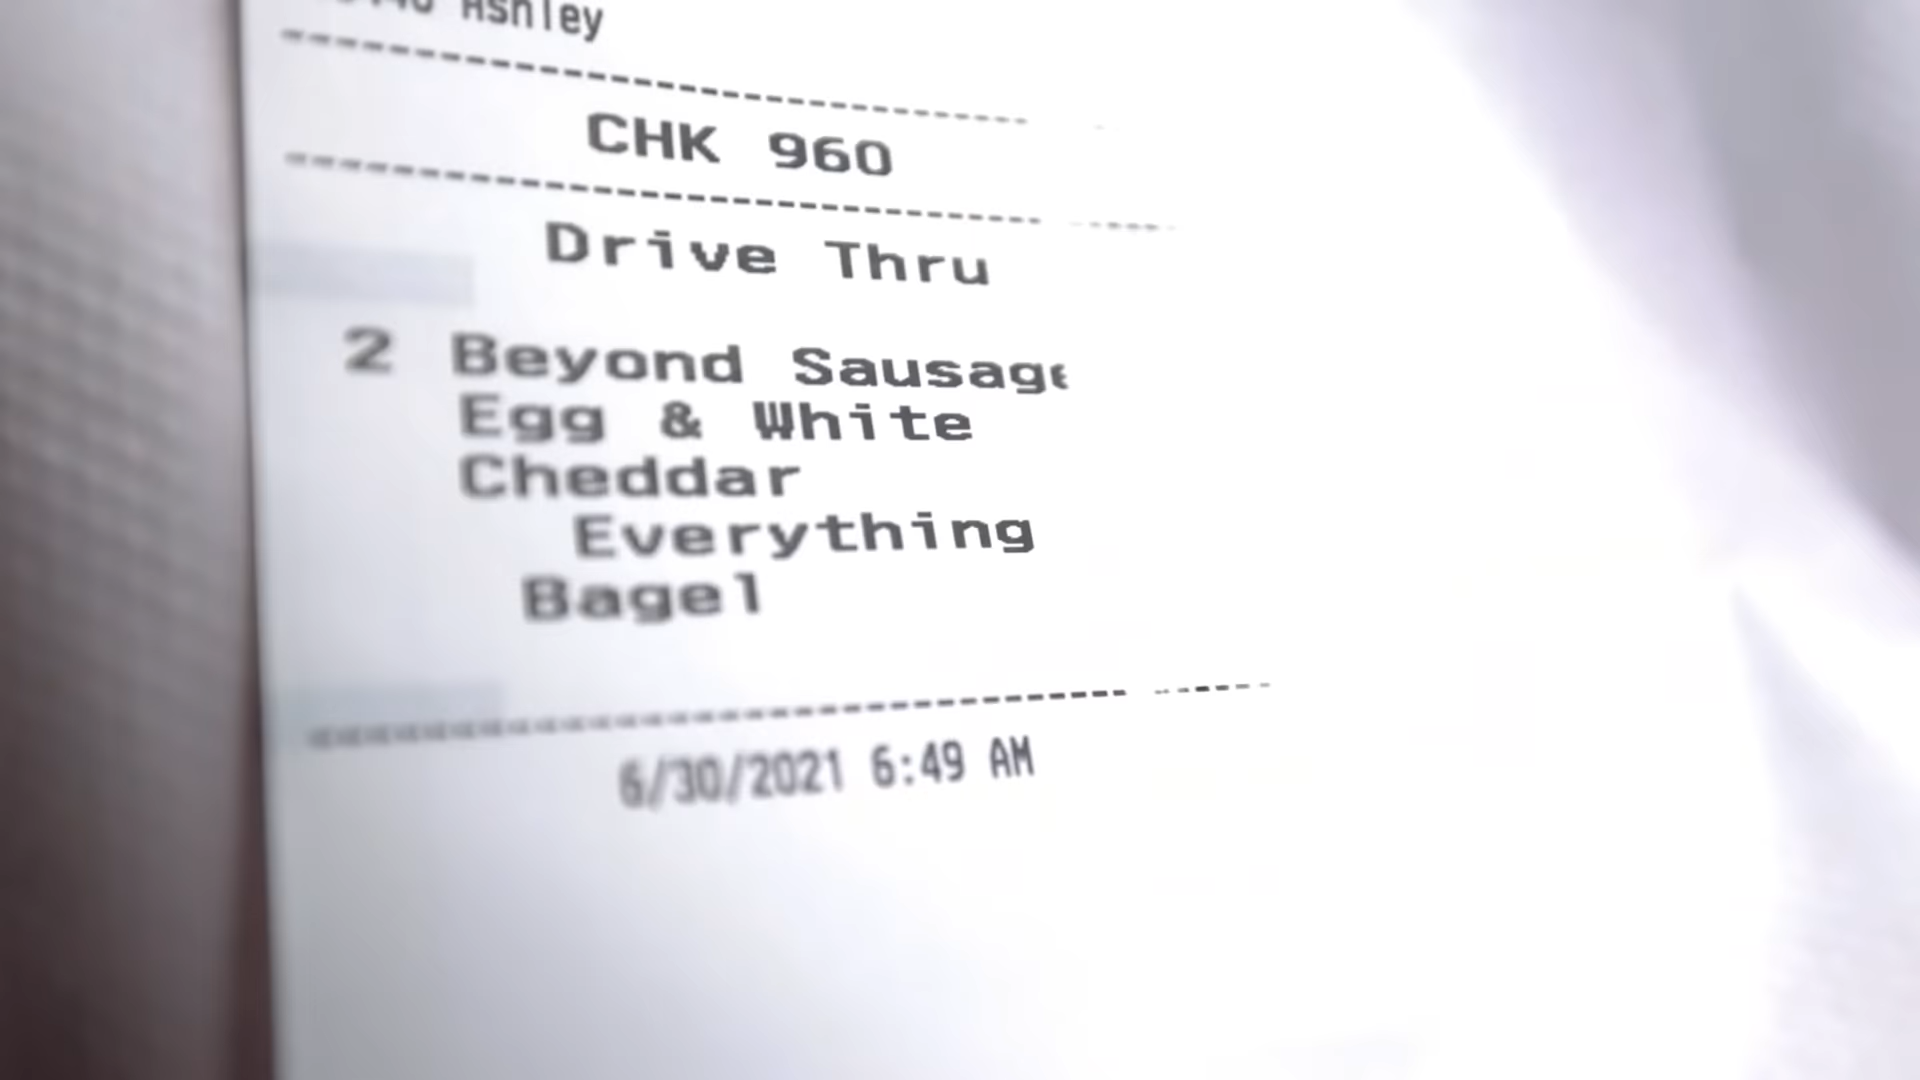 Ashley
CHK 960
Drive Thru
2 Beyond Sausage
Egg & White
Cheddar
Everything
Bagel
6/30/2021 6:49 AM